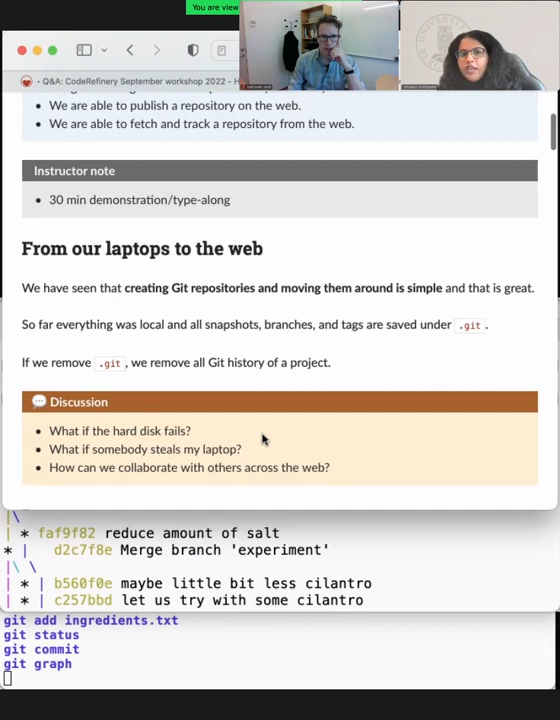 You are view
Q&A: CodeRefinery September workshop 2022 - H
• We are able to publish a repository on the web.
• We are able to fetch and track a repository from the web.
Instructor note
• 30 min demonstration/type-along
From our laptops to the web
We have seen that creating Git repositories and moving them around is simple and that is great.
So far everything was local and all snapshots, branches, and tags are saved under .git.
If we remove .git, we remove all Git history of a project.
Discussion
• What if the hard disk fails?
• What if somebody steals my laptop?
• How can we collaborate with others across the web?
|\
| * faf9f82 reduce amount of salt
* |   d2c7f8e Merge branch 'experiment'
|\ \
| * | b560f0e maybe little bit less cilantro
| * | c257bbd let us try with some cilantro
git add ingredients.txt
git status
git commit
git graph